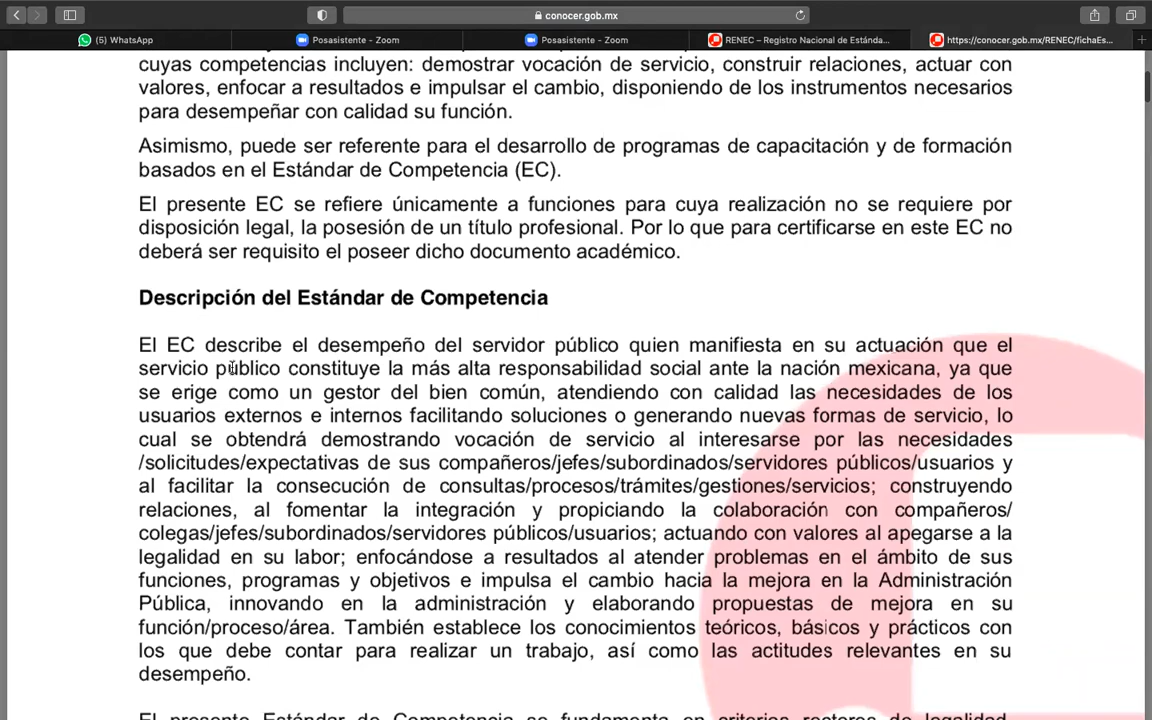 conocer.gob.mx
(5) WhatsApp
Posasistente - Zoom
Posasistente - Zoom
RENEC – Registro Nacional de Estánda...
https://conocer.gob.mx/RENEC/fichaEs...
cuyas competencias incluyen: demostrar vocación de servicio, construir relaciones, actuar con
valores, enfocar a resultados e impulsar el cambio, disponiendo de los instrumentos necesarios
para desempeñar con calidad su función.
Asimismo, puede ser referente para el desarrollo de programas de capacitación y de formación
basados en el Estándar de Competencia (EC).
El presente EC se refiere únicamente a funciones para cuya realización no se requiere por
disposición legal, la posesión de un título profesional. Por lo que para certificarse en este EC no
deberá ser requisito el poseer dicho documento académico.
Descripción del Estándar de Competencia
El EC describe el desempeño del servidor público quien manifiesta en su actuación que el
servicio público constituye la más alta responsabilidad social ante la nación mexicana, ya que
se erige como un gestor del bien común, atendiendo con calidad las necesidades de los
usuarios externos e internos facilitando soluciones o generando nuevas formas de servicio, lo
cual se obtendrá demostrando vocación de servicio al interesarse por las necesidades
/solicitudes/expectativas de sus compañeros/jefes/subordinados/servidores públicos/usuarios y
al facilitar la consecución de consultas/procesos/trámites/gestiones/servicios; construyendo
relaciones, al fomentar la integración y propiciando la colaboración con compañeros/
colegas/jefes/subordinados/servidores públicos/usuarios; actuando con valores al apegarse a la
legalidad en su labor; enfocándose a resultados al atender problemas en el ámbito de sus
funciones, programas y objetivos e impulsa el cambio hacia la mejora en la Administración
Pública, innovando en la administración y elaborando propuestas de mejora en su
función/proceso/área. También establece los conocimientos teóricos, básicos y prácticos con
los que debe contar para realizar un trabajo, así como las actitudes relevantes en su
desempeño.
El presente Estándar de Competencia se fundamenta en criterios rectores de legalidad,